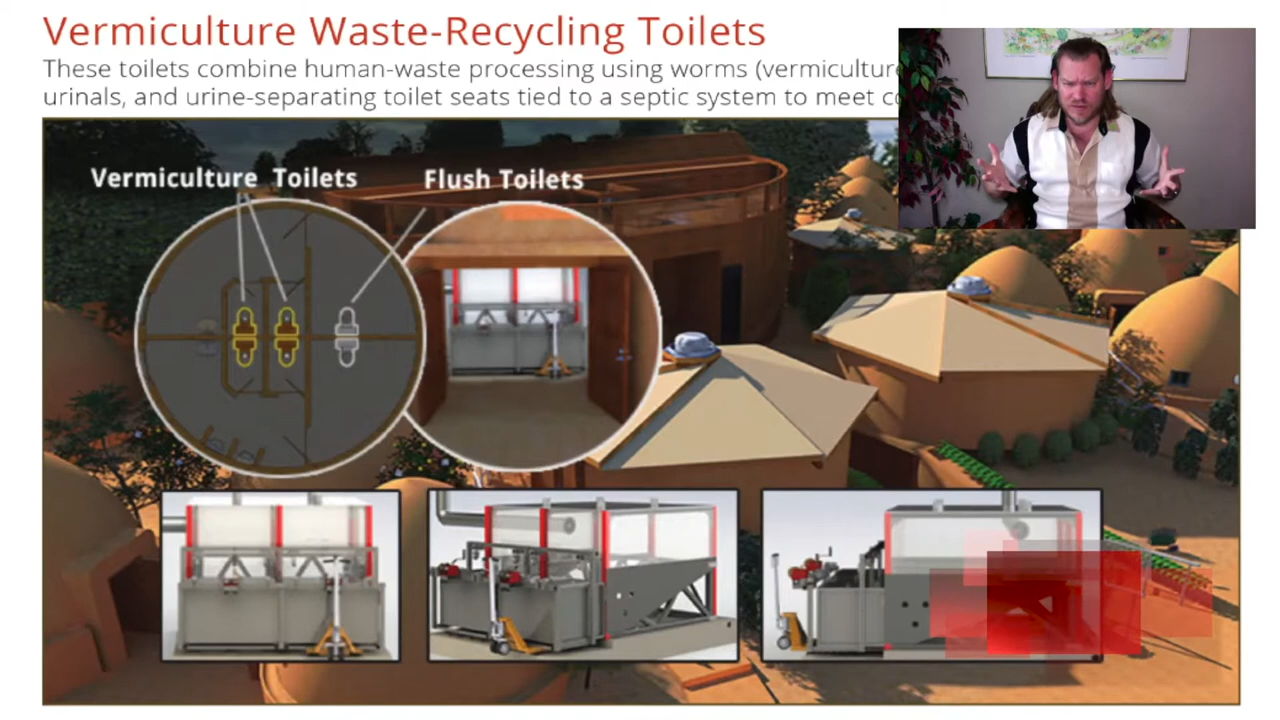 Vermiculture Waste-Recycling Toilets
These toilets combine human-waste processing using worms (vermiculture
urinals, and urine-separating toilet seats tied to a septic system to meet
Vermiculture Toilets
Flush Toilets